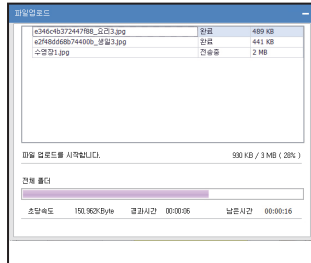 파일업로드
e346c4b372447f88_요리3.jpg 완료 489 KB
e2f48dd68b74400b_생일3.jpg 완료 441 KB
수영장1.jpg 전송중 2 MB
파일 업로드를 시작합니다. 930 KB / 3 MB ( 28% )
전체 폴더
초당속도 150,962KByte 경과시간 00:00:06 남은시간 00:00:16